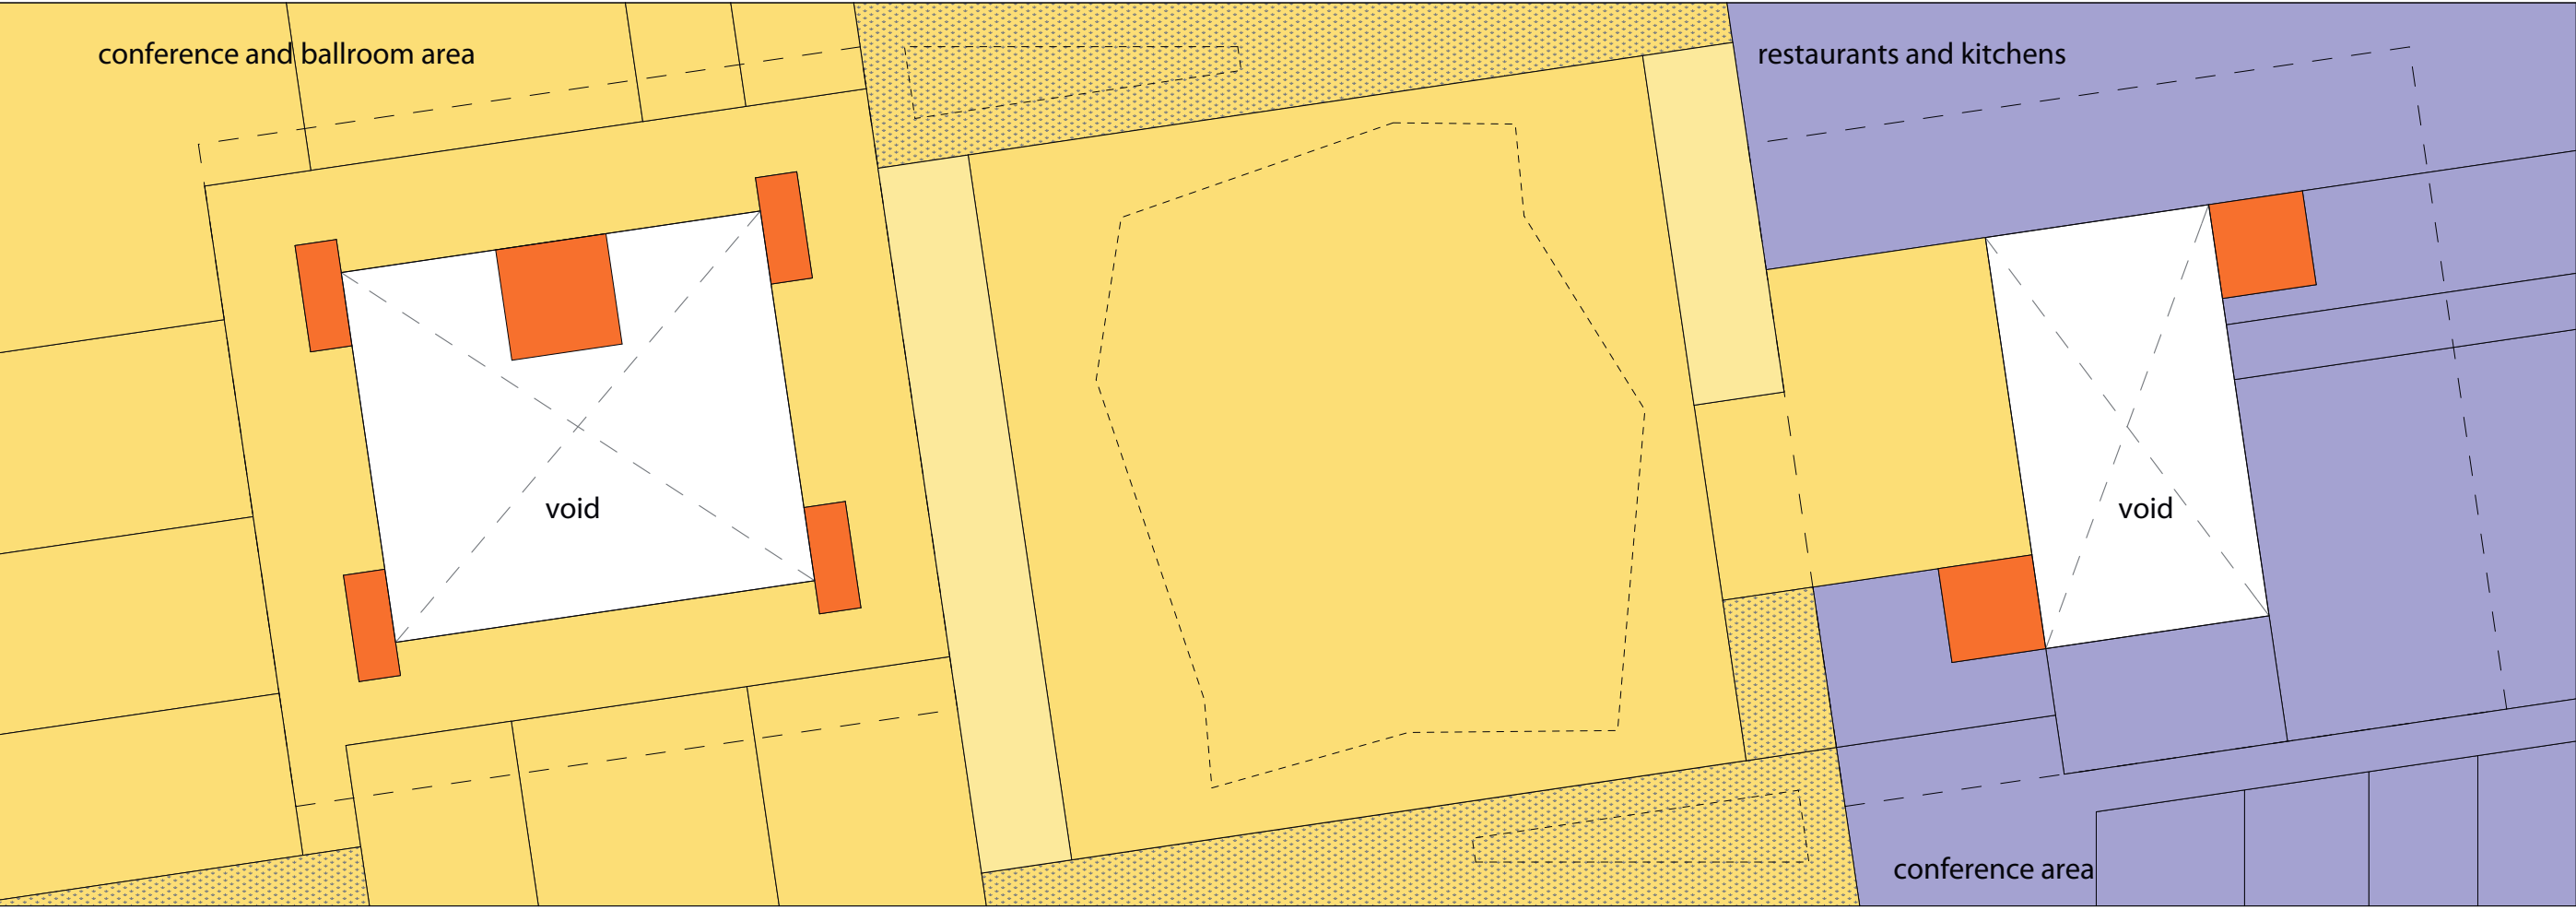 conference and ballroom area
restaurants and kitchens
void
void
conference area